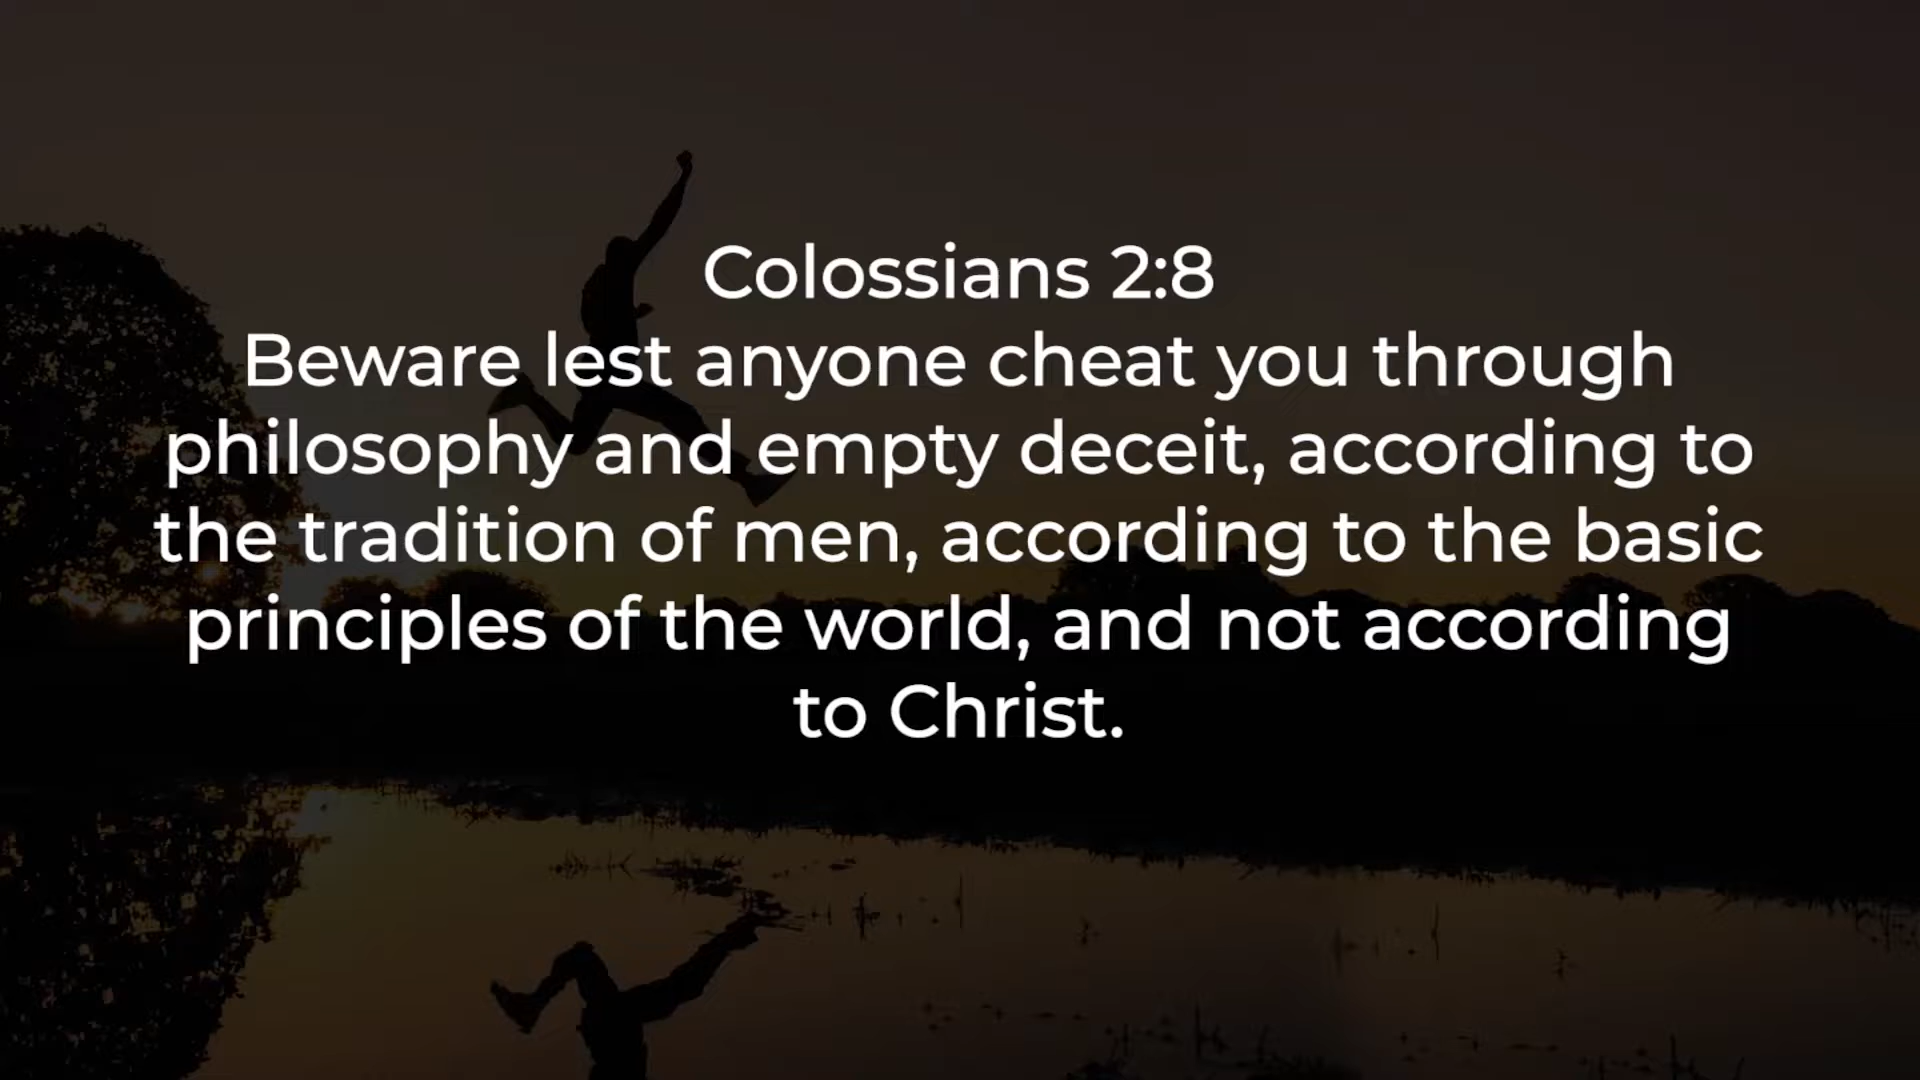 Colossians 2:8
Beware lest anyone cheat you through
philosophy and empty deceit, according to
the tradition of men, according to the basic
principles of the world, and not according
to Christ.